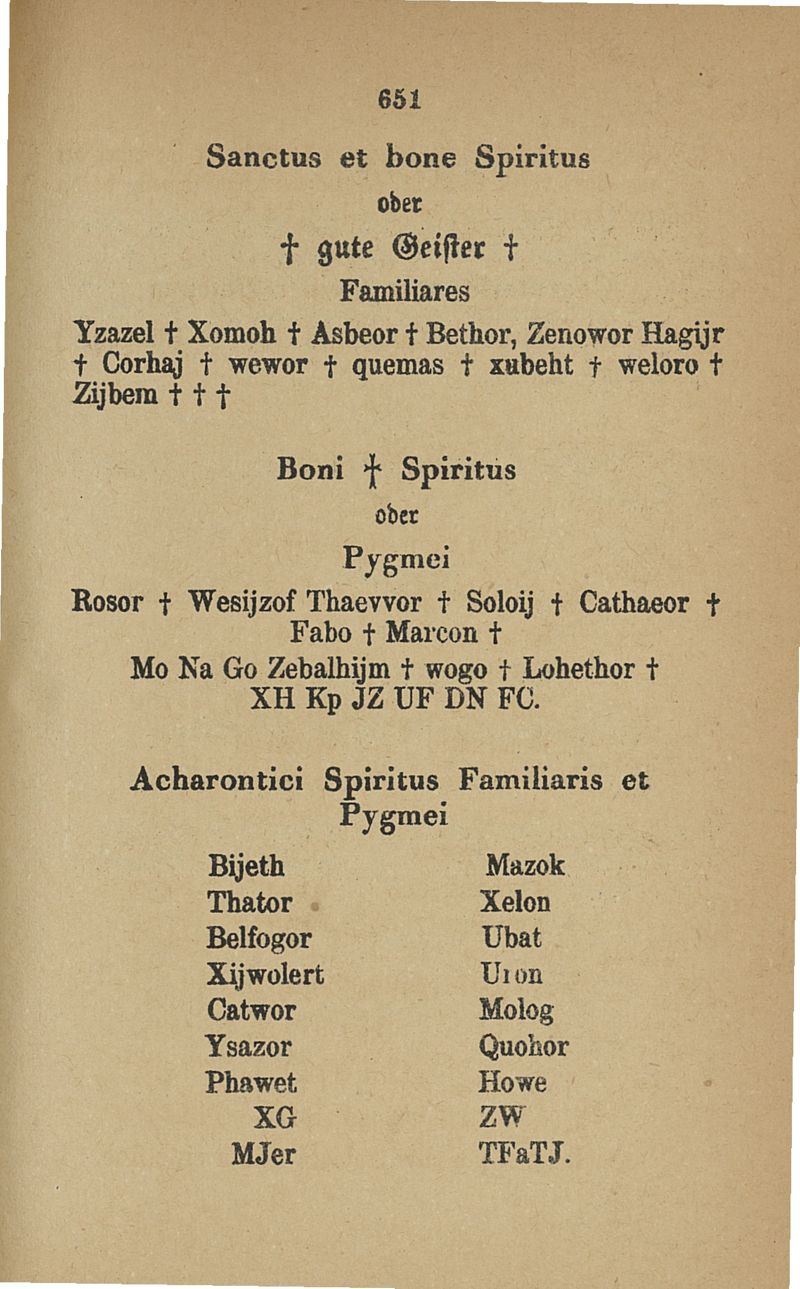 651
Sanctus et bone Spiritus
oder
† gute Geister †
Familiares
Yzazel † Xomoh † Asbeor † Bethor, Zenowor Hagijr
† Corhaj † wewor † quemas † xubeht † weloro †
Zijbem † † †
Boni † Spiritus
oder
Pygmei
Rosor † Wesijzof Thaevvor † Soloij † Cathaeor †
Fabo † Marcon †
Mo Na Go Zebalhijm † wogo † Lohethor †
XH Kp JZ UF DN FC.
Acharontici Spiritus Familiaris et
Pygmei
Bijeth Mazok
Thator Xelon
Belfogor Ubat
Xijwolert
Catwor Molog
Ysazor Quohor
Phawet Howe
XG ZW
MJer TFaTJ.